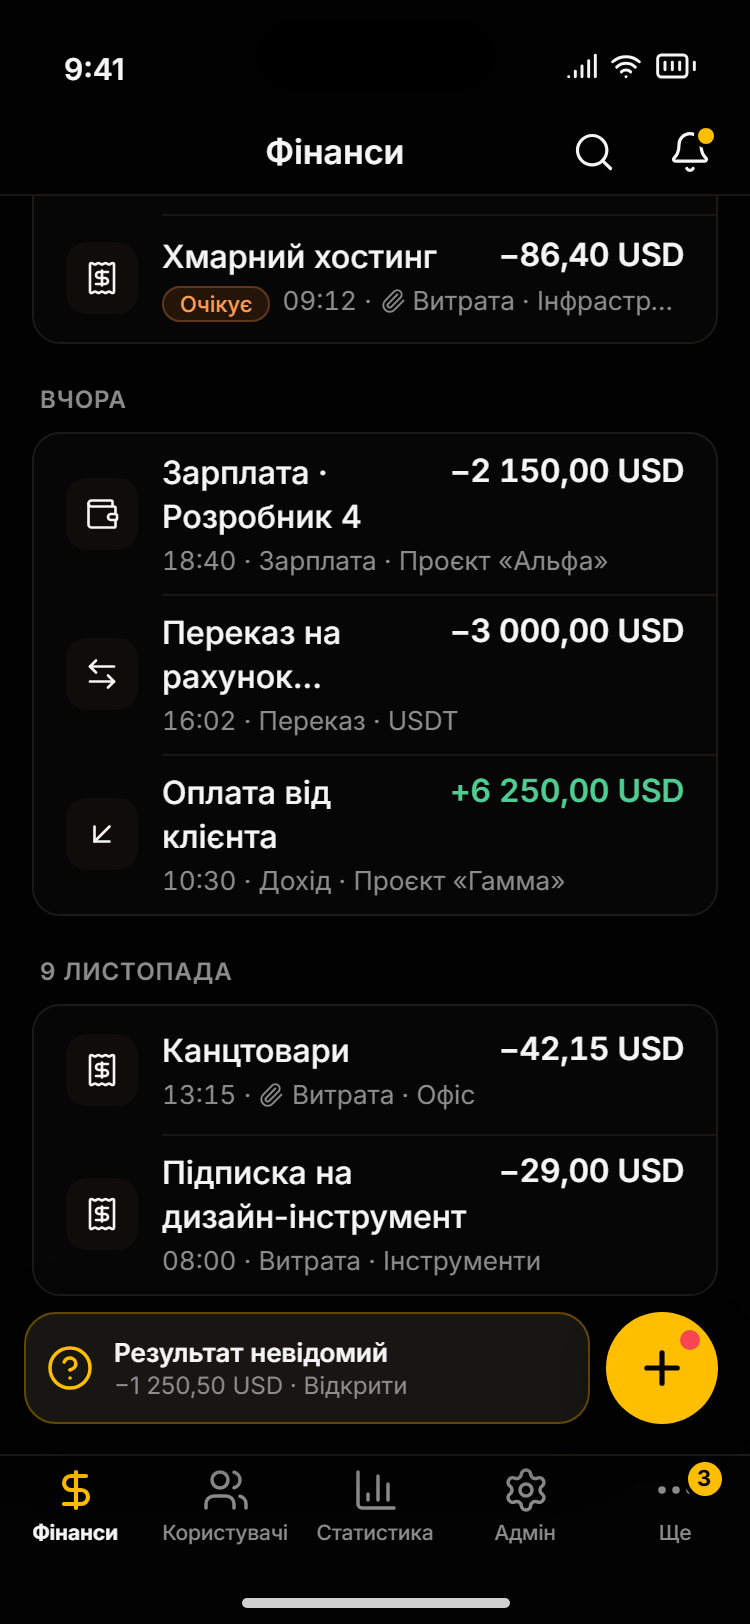 9:41
Фінанси
Хмарний хостинг
−86,40 USD
Очікує 09:12 · Витрата · Інфрастр...
ВЧОРА
Зарплата ·
Розробник 4
−2 150,00 USD
18:40 · Зарплата · Проєкт «Альфа»
Переказ на
рахунок...
−3 000,00 USD
16:02 · Переказ · USDT
Оплата від
клієнта
+6 250,00 USD
10:30 · Дохід · Проєкт «Гамма»
9 ЛИСТОПАДА
Канцтовари
−42,15 USD
13:15 · Витрата · Офіс
Підписка на
дизайн-інструмент
−29,00 USD
08:00 · Витрата · Інструменти
Результат невідомий
−1 250,50 USD · Відкрити
Фінанси
Користувачі
Статистика
Адмін
3
Ще